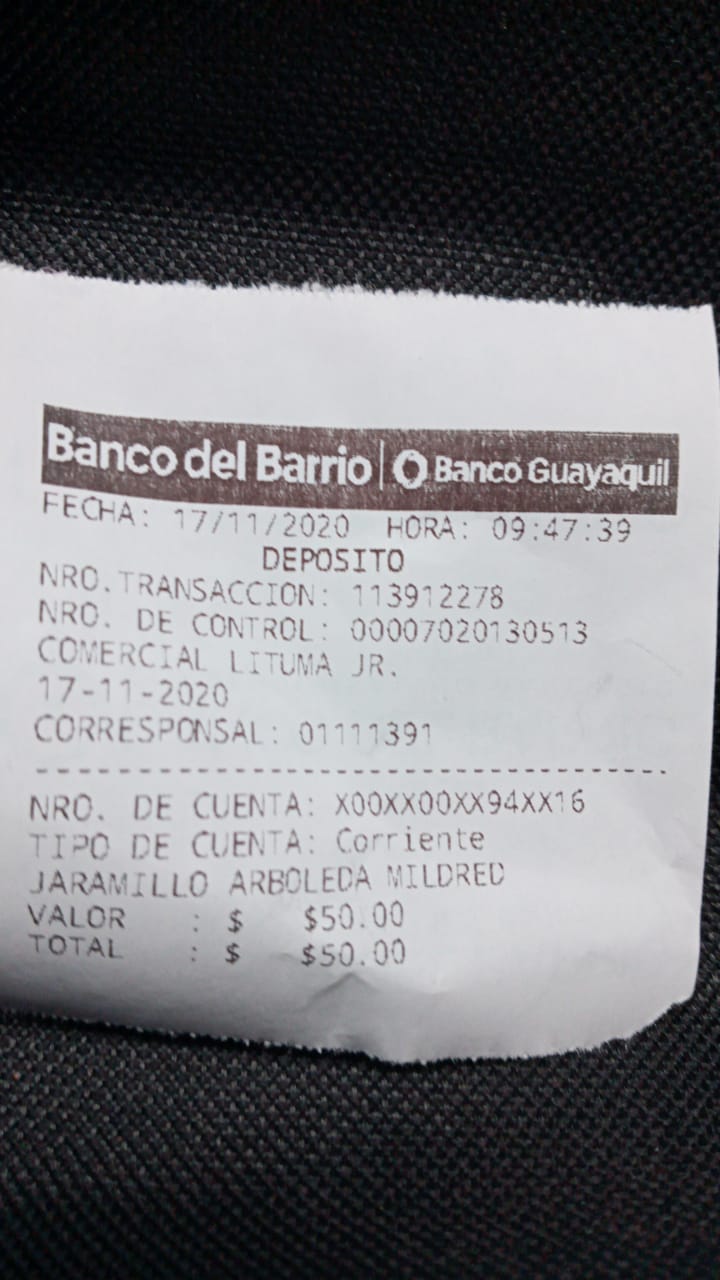 Banco del Barrio | Banco Guayaquil
FECHA: 17/11/2020 HORA: 09:47:39
DEPOSITO
NRO.TRANSACCION: 113912278
NRO. DE CONTROL: 00007020130513
COMERCIAL LITUMA JR.
17-11-2020
CORRESPONSAL: 01111391
NRO. DE CUENTA: X00XX00XX94XX16
TIPO DE CUENTA: Corriente
JARAMILLO ARBOLEDA MILDRED
VALOR : $ $50.00
TOTAL : $ $50.00